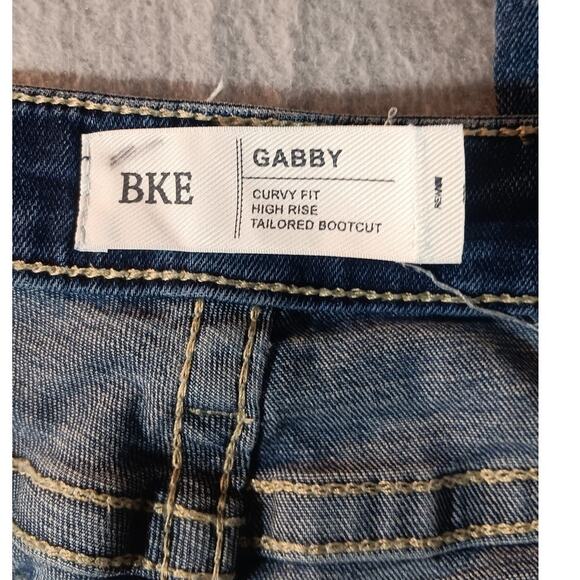 BKE
GABBY
CURVY FIT
HIGH RISE
TAILORED BOOTCUT